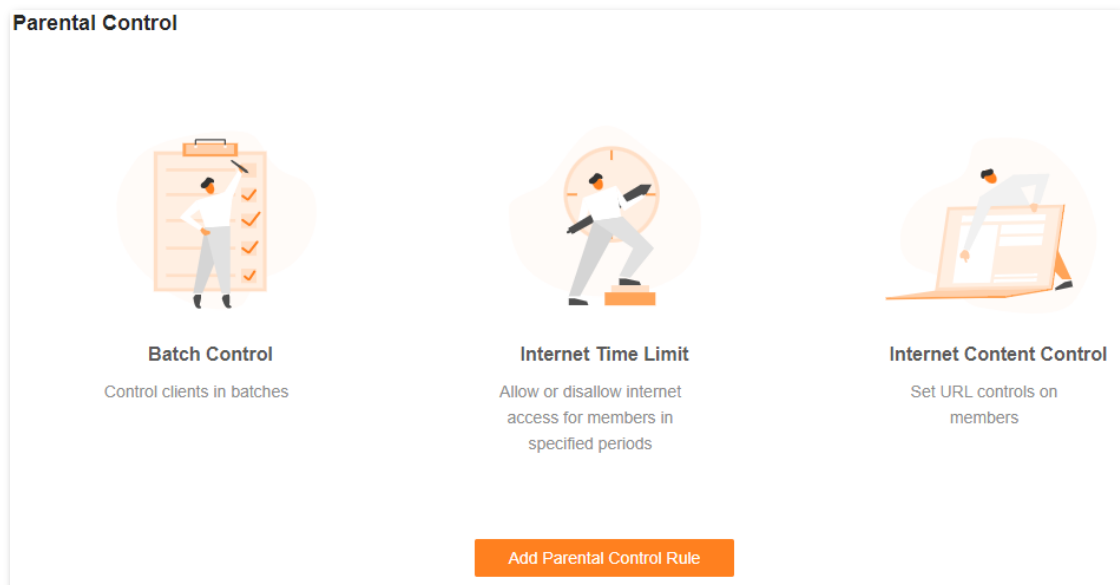 Parental Control
Batch Control
Control clients in batches
Internet Time Limit
Allow or disallow internet
access for members in
specified periods
Internet Content Control
Set URL controls on
members
Add Parental Control Rule